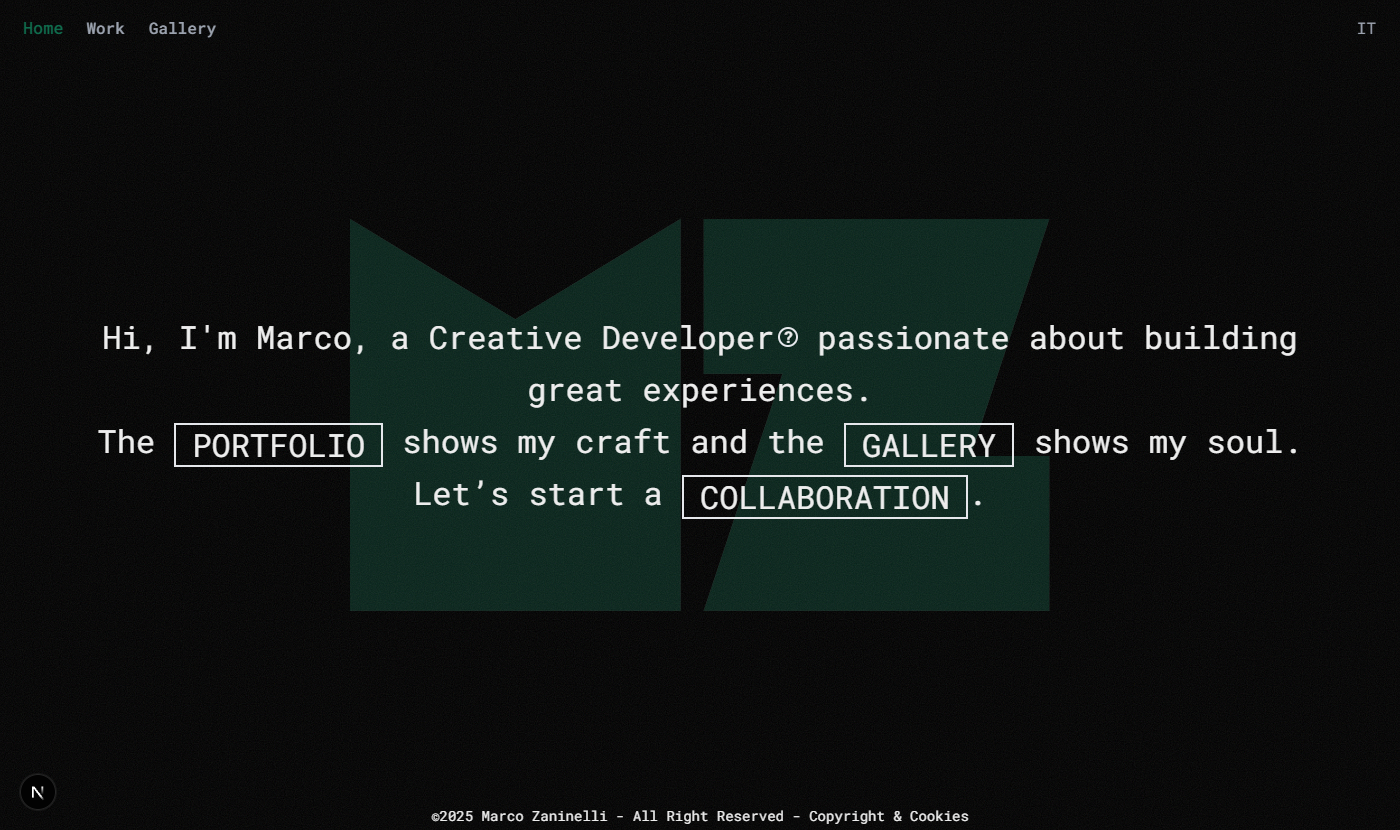 Home Work Gallery IT
Hi, I'm Marco, a Creative Developer? passionate about building
great experiences.
The PORTFOLIO shows my craft and the GALLERY shows my soul.
Let’s start a COLLABORATION.
MZ
N
©2025 Marco Zaninelli - All Right Reserved - Copyright & Cookies